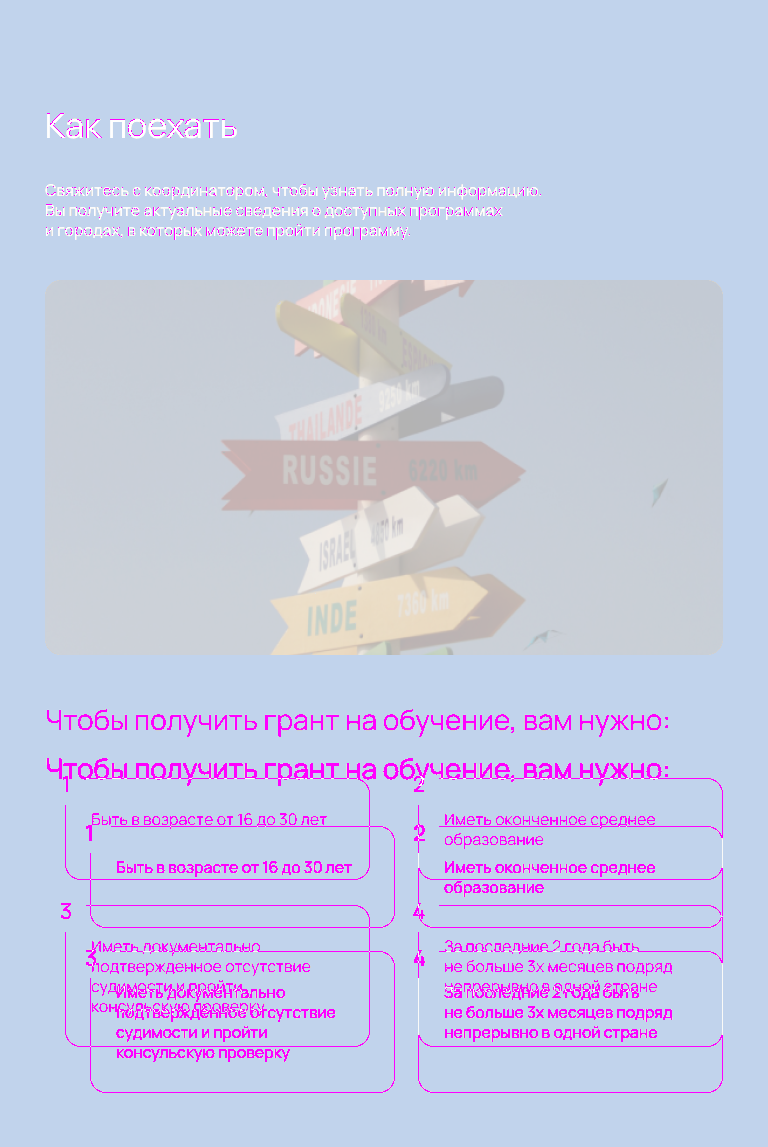 Как поехать
Свяжитесь с координатором, чтобы узнать полную информацию.
Вы получите актуальные сведения о доступных программах
и городах, в которых можете пройти программу.
INDONESIE
THAILANDE 9250 km
RUSSIE 6220 km
ISRAEL
INDE 7360 km
Чтобы получить грант на обучение, вам нужно:
Чтобы получить грант на обучение, вам нужно:
1
2
Быть в возрасте от 16 до 30 лет
Иметь оконченное среднее
образование
1
2
Быть в возрасте от 16 до 30 лет
Иметь оконченное среднее
образование
3
4
Иметь документально
подтвержденное отсутствие
судимости и пройти
консульскую проверку
За последние 2 года быть
не больше 3х месяцев подряд
непрерывно в одной стране
3
4
Иметь документально
подтвержденное отсутствие
судимости и пройти
консульскую проверку
За последние 2 года быть
не больше 3х месяцев подряд
непрерывно в одной стране